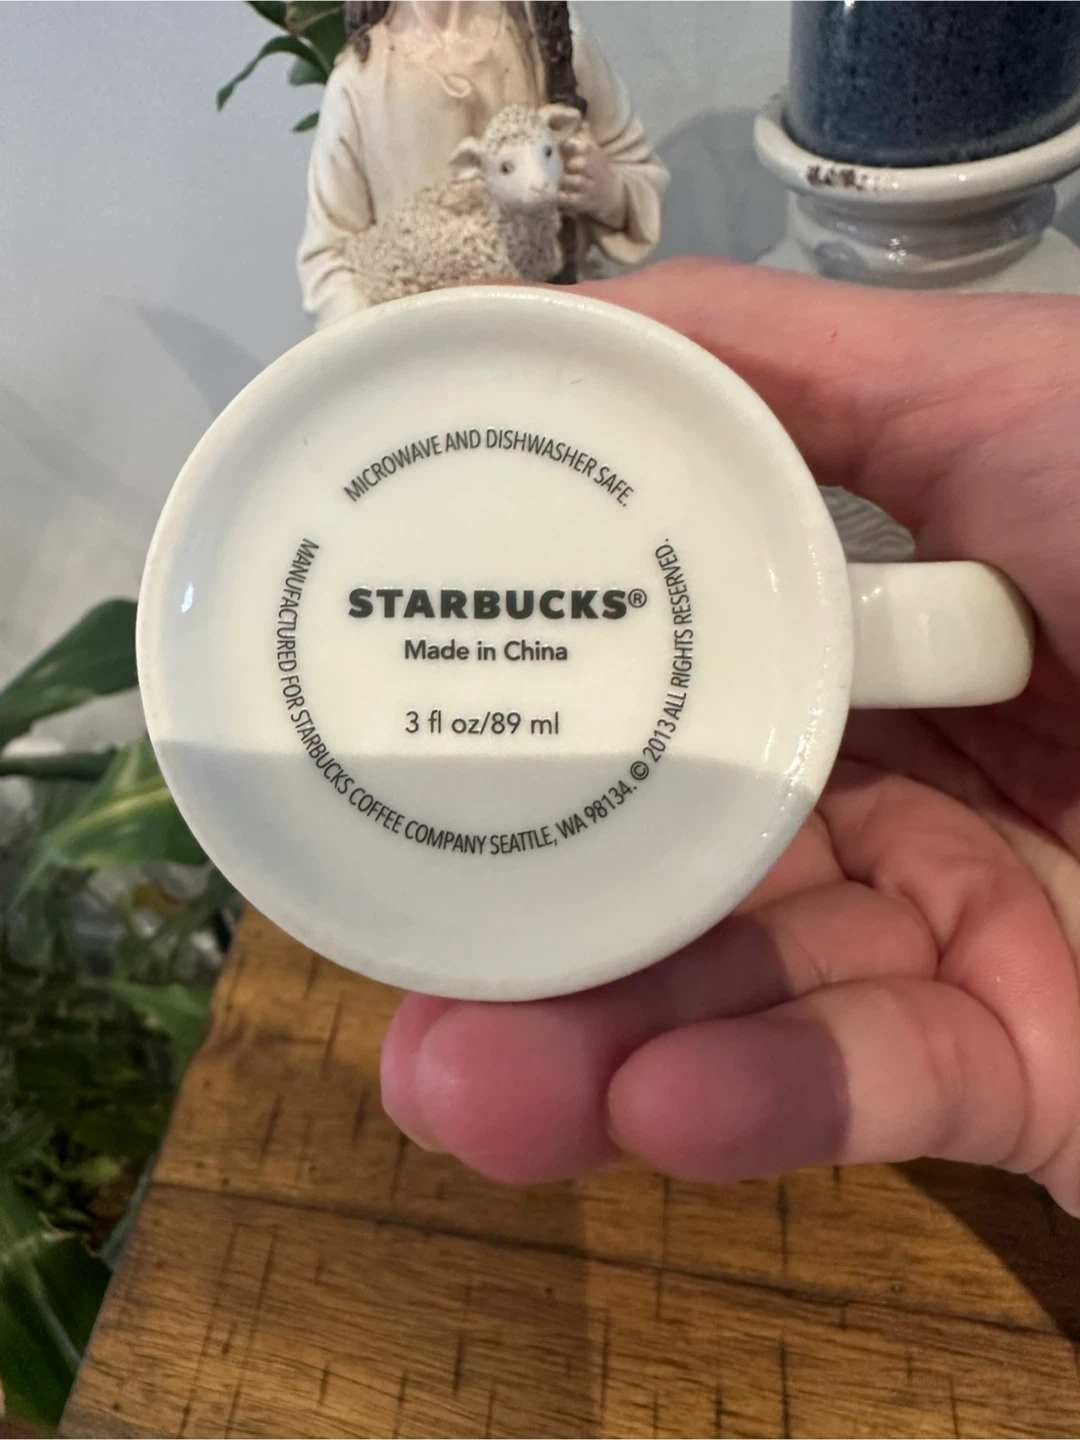 MICROWAVE AND DISHWASHER SAFE.
STARBUCKS®
Made in China
3 fl oz/89 ml
MANUFACTURED FOR STARBUCKS COFFEE COMPANY SEATTLE, WA 98134. © 2013 ALL RIGHTS RESERVED.